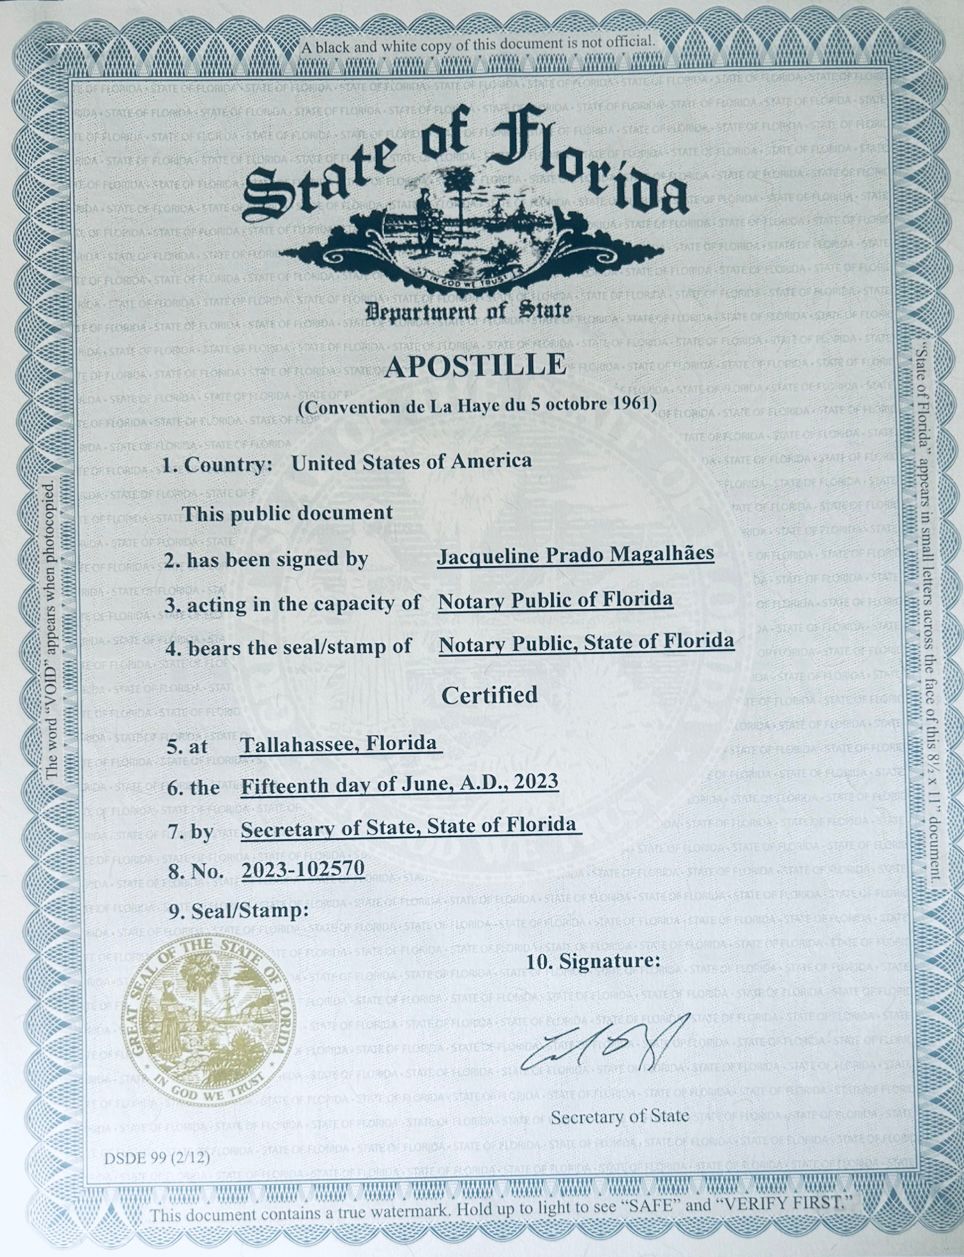 A black and white copy of this document is not official.
State of Florida
IN GOD WE TRUST
Department of State
APOSTILLE
(Convention de La Haye du 5 octobre 1961)
1. Country: United States of America
This public document
2. has been signed by Jacqueline Prado Magalhães
3. acting in the capacity of Notary Public of Florida
4. bears the seal/stamp of Notary Public, State of Florida
Certified
5. at Tallahassee, Florida
6. the Fifteenth day of June, A.D., 2023
7. by Secretary of State, State of Florida
8. No. 2023-102570
9. Seal/Stamp:
GREAT SEAL OF THE STATE OF FLORIDA
IN GOD WE TRUST
10. Signature:
Secretary of State
DSDE 99 (2/12)
This document contains a true watermark. Hold up to light to see “SAFE” and “VERIFY FIRST.”
The word “VOID” appears when photocopied.
“State of Florida” appears in small letters across the face of this 8½ x 11” document.